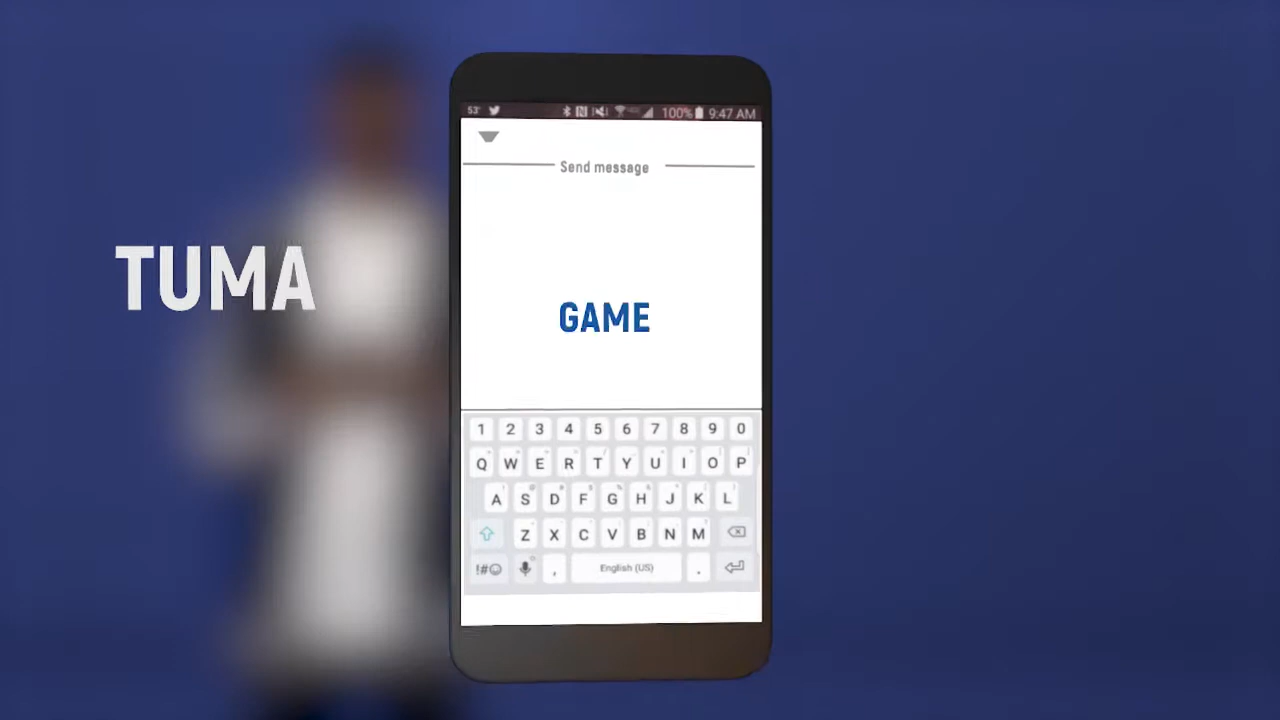 TUMA
53°
100% 9:47 AM
Send message
GAME
1 2 3 4 5 6 7 8 9 0
Q W E R T Y U I O P
A S D F G H J K L
Z X C V B N M
!#☺ , English (US) .